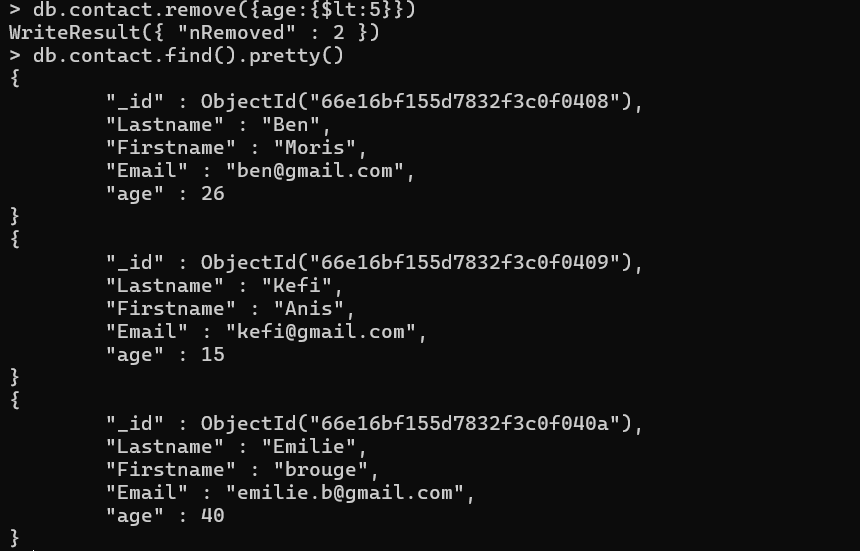 > db.contact.remove({age:{$lt:5}})
WriteResult({ "nRemoved" : 2 })
> db.contact.find().pretty()
{
        "_id" : ObjectId("66e16bf155d7832f3c0f0408"),
        "Lastname" : "Ben",
        "Firstname" : "Moris",
        "Email" : "ben@gmail.com",
        "age" : 26
}
{
        "_id" : ObjectId("66e16bf155d7832f3c0f0409"),
        "Lastname" : "Kefi",
        "Firstname" : "Anis",
        "Email" : "kefi@gmail.com",
        "age" : 15
}
{
        "_id" : ObjectId("66e16bf155d7832f3c0f040a"),
        "Lastname" : "Emilie",
        "Firstname" : "brouge",
        "Email" : "emilie.b@gmail.com",
        "age" : 40
}